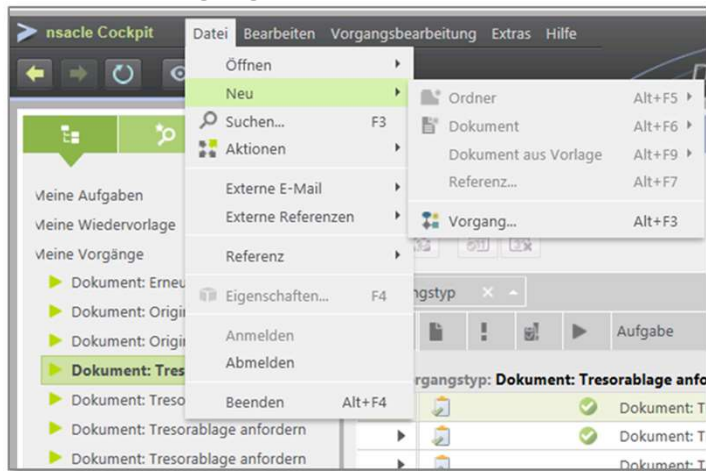 nsacle Cockpit
Datei Bearbeiten Vorgangsbearbeitung Extras Hilfe
Öffnen
Neu
Suchen... F3
Aktionen
Externe E-Mail
Externe Referenzen
Referenz
Eigenschaften... F4
Anmelden
Abmelden
Beenden Alt+F4
Ordner Alt+F5
Dokument Alt+F6
Dokument aus Vorlage Alt+F9
Referenz... Alt+F7
Vorgang... Alt+F3
Meine Aufgaben
Meine Wiedervorlage
Meine Vorgänge
Dokument: Erneu
Dokument: Origi
Dokument: Origi
Dokument: Tres
Dokument: Treso
Dokument: Tresorablage anfordern
Dokument: Tresorablage anfordern
ngstyp
Aufgabe
rgangstyp: Dokument: Tresorablage anfo
Dokument: T
Dokument: T
Dokument: T